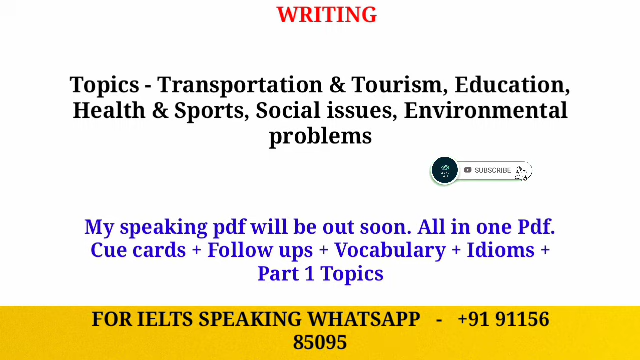 WRITING
Topics - Transportation & Tourism, Education,
Health & Sports, Social issues, Environmental
problems
SUBSCRIBE
My speaking pdf will be out soon. All in one Pdf.
Cue cards + Follow ups + Vocabulary + Idioms +
Part 1 Topics
FOR IELTS SPEAKING WHATSAPP - +91 91156
85095